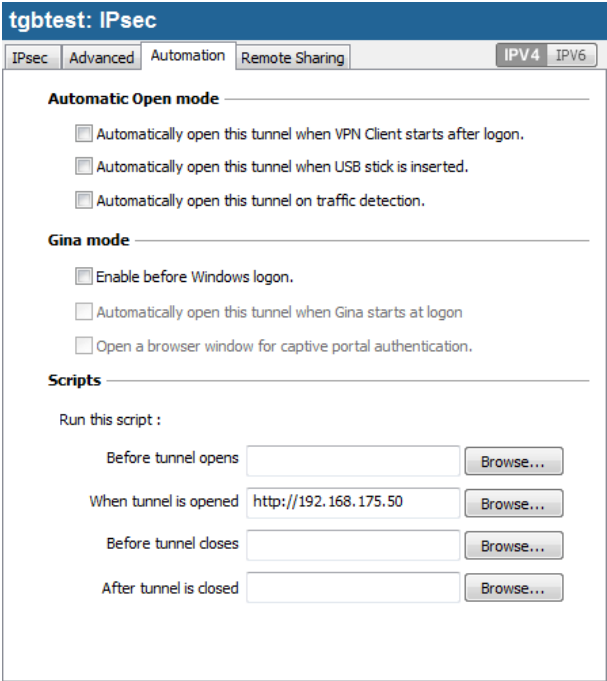 tgbtest: IPsec
IPsec Advanced Automation Remote Sharing IPV4 IPV6
Automatic Open mode
Automatically open this tunnel when VPN Client starts after logon.
Automatically open this tunnel when USB stick is inserted.
Automatically open this tunnel on traffic detection.
Gina mode
Enable before Windows logon.
Automatically open this tunnel when Gina starts at logon
Open a browser window for captive portal authentication.
Scripts
Run this script :
Before tunnel opens Browse...
When tunnel is opened http://192.168.175.50 Browse...
Before tunnel closes Browse...
After tunnel is closed Browse...